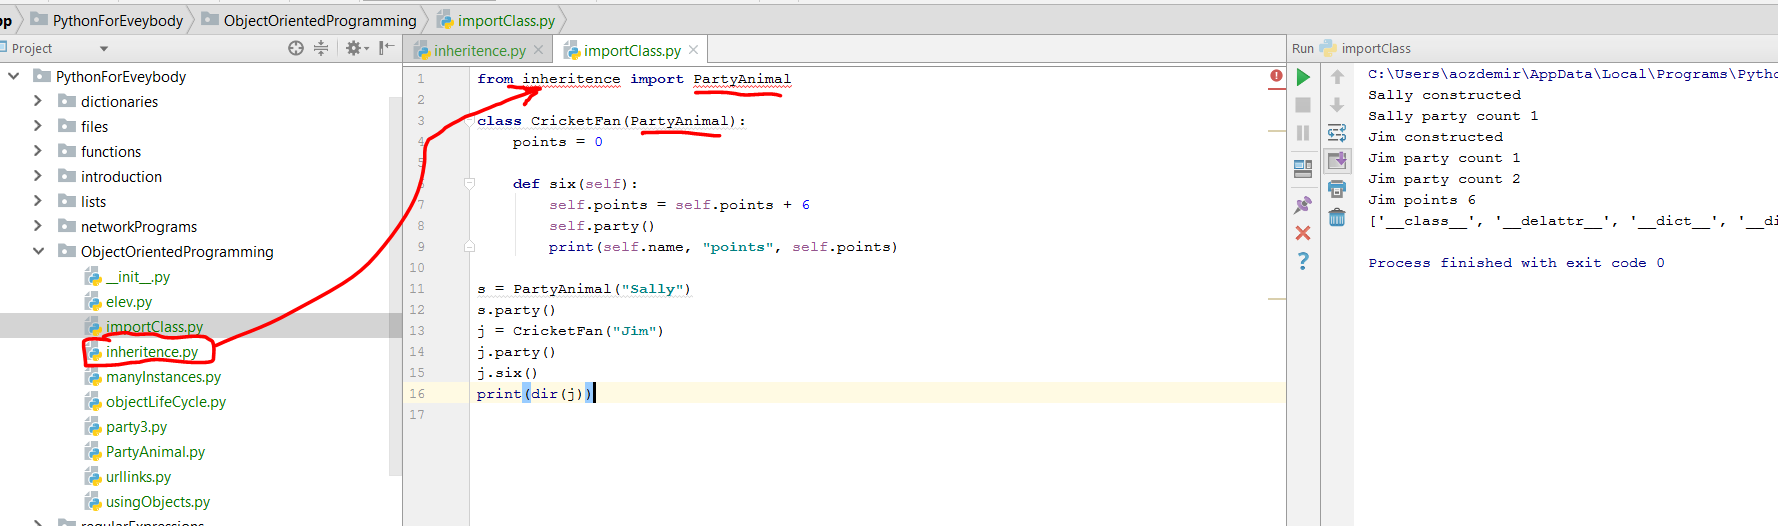 pp PythonForEveybody ObjectOrientedProgramming importClass.py
Project
PythonForEveybody
dictionaries
files
functions
introduction
lists
networkPrograms
ObjectOrientedProgramming
__init__.py
elev.py
importClass.py
inheritence.py
manyInstances.py
objectLifeCycle.py
party3.py
PartyAnimal.py
urllinks.py
usingObjects.py
regularExpressions
inheritence.py importClass.py
1 from inheritence import PartyAnimal
2
3 class CricketFan(PartyAnimal):
4 points = 0
5
6 def six(self):
7 self.points = self.points + 6
8 self.party()
9 print(self.name, "points", self.points)
10
11 s = PartyAnimal("Sally")
12 s.party()
13 j = CricketFan("Jim")
14 j.party()
15 j.six()
16 print(dir(j))
17
Run importClass
C:\Users\aozdemir\AppData\Local\Programs\Pytho
Sally constructed
Sally party count 1
Jim constructed
Jim party count 1
Jim party count 2
Jim points 6
['__class__', '__delattr__', '__dict__', '__di
Process finished with exit code 0